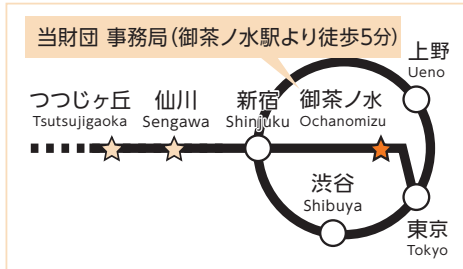 当財団 事務局(御茶ノ水駅より徒歩5分)
上野
Ueno
つつじヶ丘
Tsutsujigaoka
仙川
Sengawa
新宿
Shinjuku
御茶ノ水
Ochanomizu
渋谷
Shibuya
東京
Tokyo